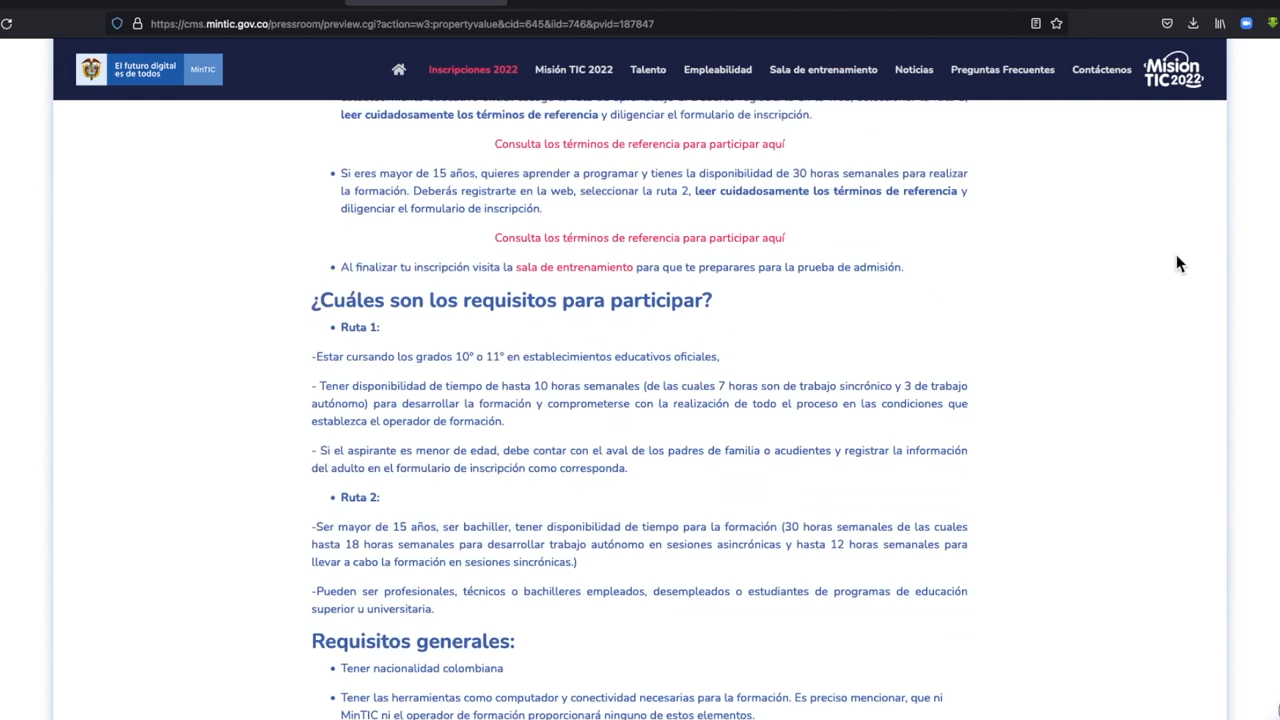 https://cms.mintic.gov.co/pressroom/preview.cgi?action=w3:propertyvalue&cid=645&iid=746&pvid=187847
El futuro digital
es de todos
MinTIC
Inscripciones 2022
Misión TIC 2022
Talento
Empleabilidad
Sala de entrenamiento
Noticias
Preguntas Frecuentes
Contáctenos
Misión
TIC 2022
leer cuidadosamente los términos de referencia y diligenciar el formulario de inscripción.
Consulta los términos de referencia para participar aquí
• Si eres mayor de 15 años, quieres aprender a programar y tienes la disponibilidad de 30 horas semanales para realizar
la formación. Deberás registrarte en la web, seleccionar la ruta 2, leer cuidadosamente los términos de referencia y
diligenciar el formulario de inscripción.
Consulta los términos de referencia para participar aquí
• Al finalizar tu inscripción visita la sala de entrenamiento para que te preparares para la prueba de admisión.
¿Cuáles son los requisitos para participar?
• Ruta 1:
-Estar cursando los grados 10º o 11º en establecimientos educativos oficiales,
- Tener disponibilidad de tiempo de hasta 10 horas semanales (de las cuales 7 horas son de trabajo sincrónico y 3 de trabajo
autónomo) para desarrollar la formación y comprometerse con la realización de todo el proceso en las condiciones que
establezca el operador de formación.
- Si el aspirante es menor de edad, debe contar con el aval de los padres de familia o acudientes y registrar la información
del adulto en el formulario de inscripción como corresponda.
• Ruta 2:
-Ser mayor de 15 años, ser bachiller, tener disponibilidad de tiempo para la formación (30 horas semanales de las cuales
hasta 18 horas semanales para desarrollar trabajo autónomo en sesiones asincrónicas y hasta 12 horas semanales para
llevar a cabo la formación en sesiones sincrónicas.)
-Pueden ser profesionales, técnicos o bachilleres empleados, desempleados o estudiantes de programas de educación
superior u universitaria.
Requisitos generales:
• Tener nacionalidad colombiana
• Tener las herramientas como computador y conectividad necesarias para la formación. Es preciso mencionar, que ni
MinTIC ni el operador de formación proporcionará ninguno de estos elementos.